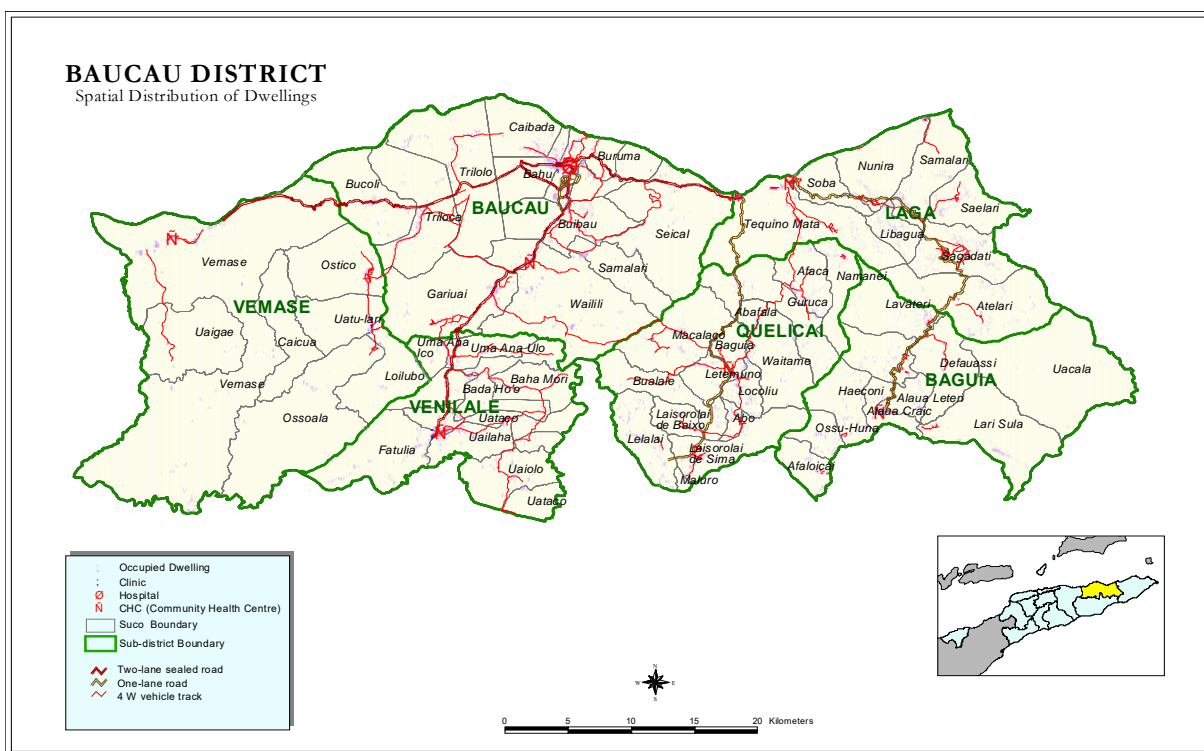 BAUCAU DISTRICT
Spatial Distribution of Dwellings
Caibada
Buruma
Bahu
Trilolo
Bucoli
BAUCAU
Triloca
Buibau
Seical
Samalari
Gariuai
Wailili
Nunira
Samalari
Soba
LAGA
Saelari
Tequino Mata
Libagua
Sagadati
Atelari
Vemase
Ostico
VEMASE
Uatu-lari
Uaigae
Caicua
Vemase
Loilubo
Ossoala
Afaca
Namanei
Guruca
Lavateri
Abafala
QUELICAI
Macalaco
Baguia
Waitame
Letemuno
Bualale
Locoliu
Laisorolai
de Baixo
Abo
Lelalai
Laisorolai
de Sima
Maluro
Uma Ana
Ico
Uma Ana Ulo
Baha Mori
Bada Ho'o
VENILALE
Uataco
Uailaha
Fatulia
Uaiolo
Uataco
Defauassi
Uacala
BAGUIA
Haeconi
Alaua Leteri
Alaua Craic
Ossu-Huna
Lari Sula
Afaloicai
Ñ
Ñ
Ñ
Ñ
Ñ
Ñ
Occupied Dwelling
Clinic
Ø Hospital
Ñ CHC (Community Health Centre)
Suco Boundary
Sub-district Boundary
Two-lane sealed road
One-lane road
4 W vehicle track
N
W E
S
0 5 10 15 20 Kilometers